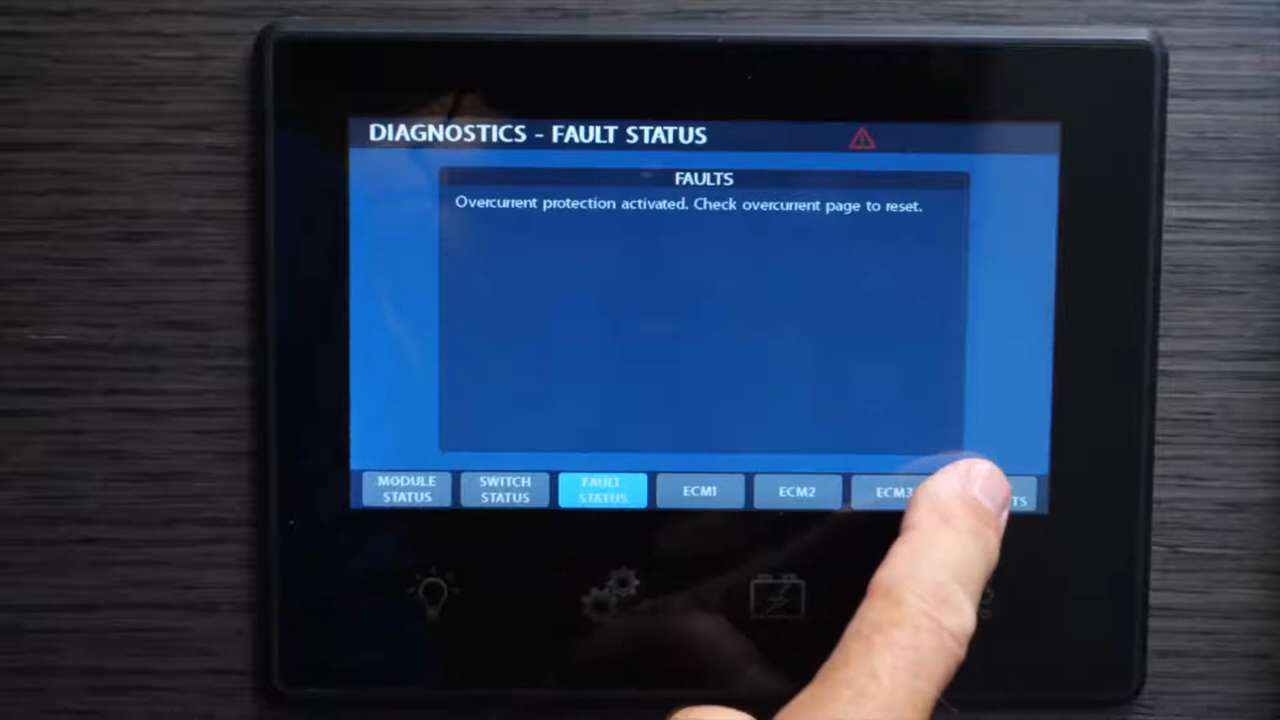 DIAGNOSTICS - FAULT STATUS
FAULTS
Overcurrent protection activated. Check overcurrent page to reset.
MODULE
STATUS
SWITCH
STATUS
FAULT
STATUS
ECM1
ECM2
ECM3